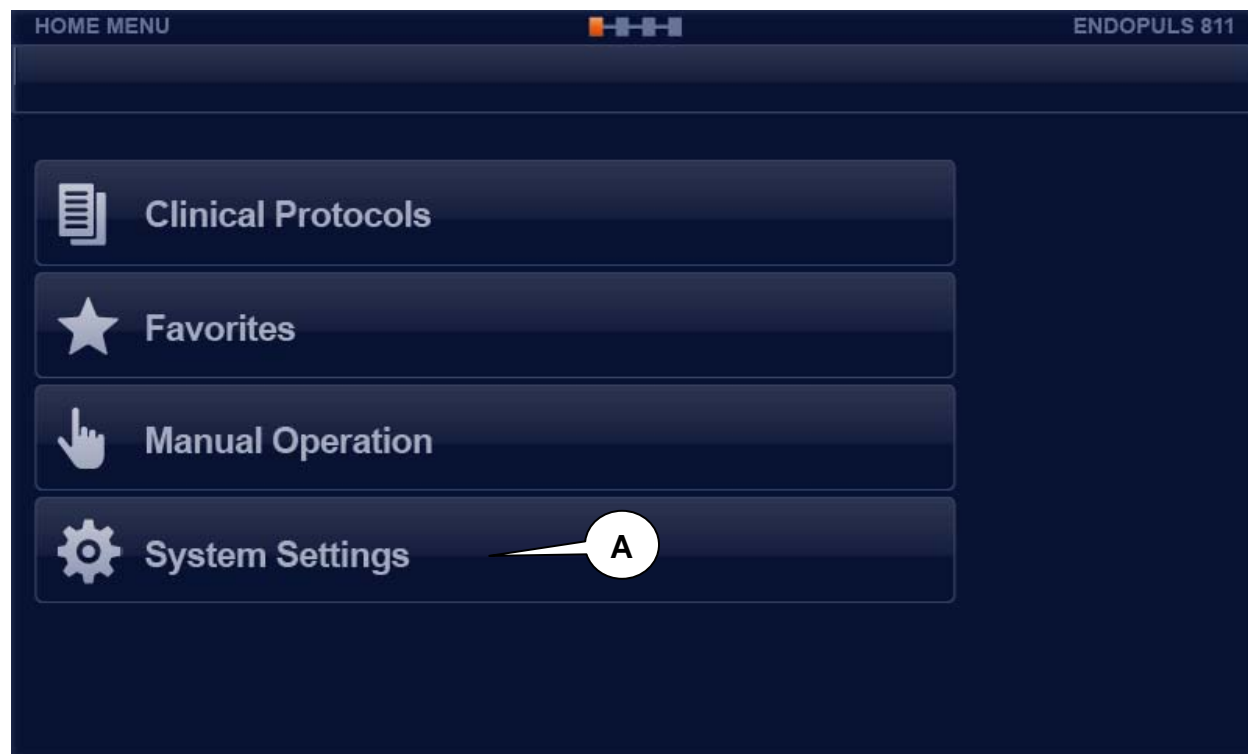 HOME MENU ENDOPULS 811
Clinical Protocols
Favorites
Manual Operation
System Settings A